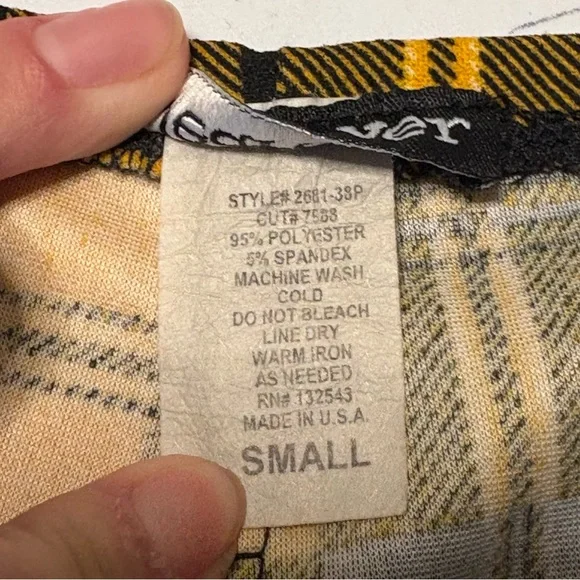 STYLE# 2681-38P
CUT# 7568
95% POLYESTER
5% SPANDEX
MACHINE WASH
COLD
DO NOT BLEACH
LINE DRY
WARM IRON
AS NEEDED
RN# 132543
MADE IN U.S.A.
SMALL